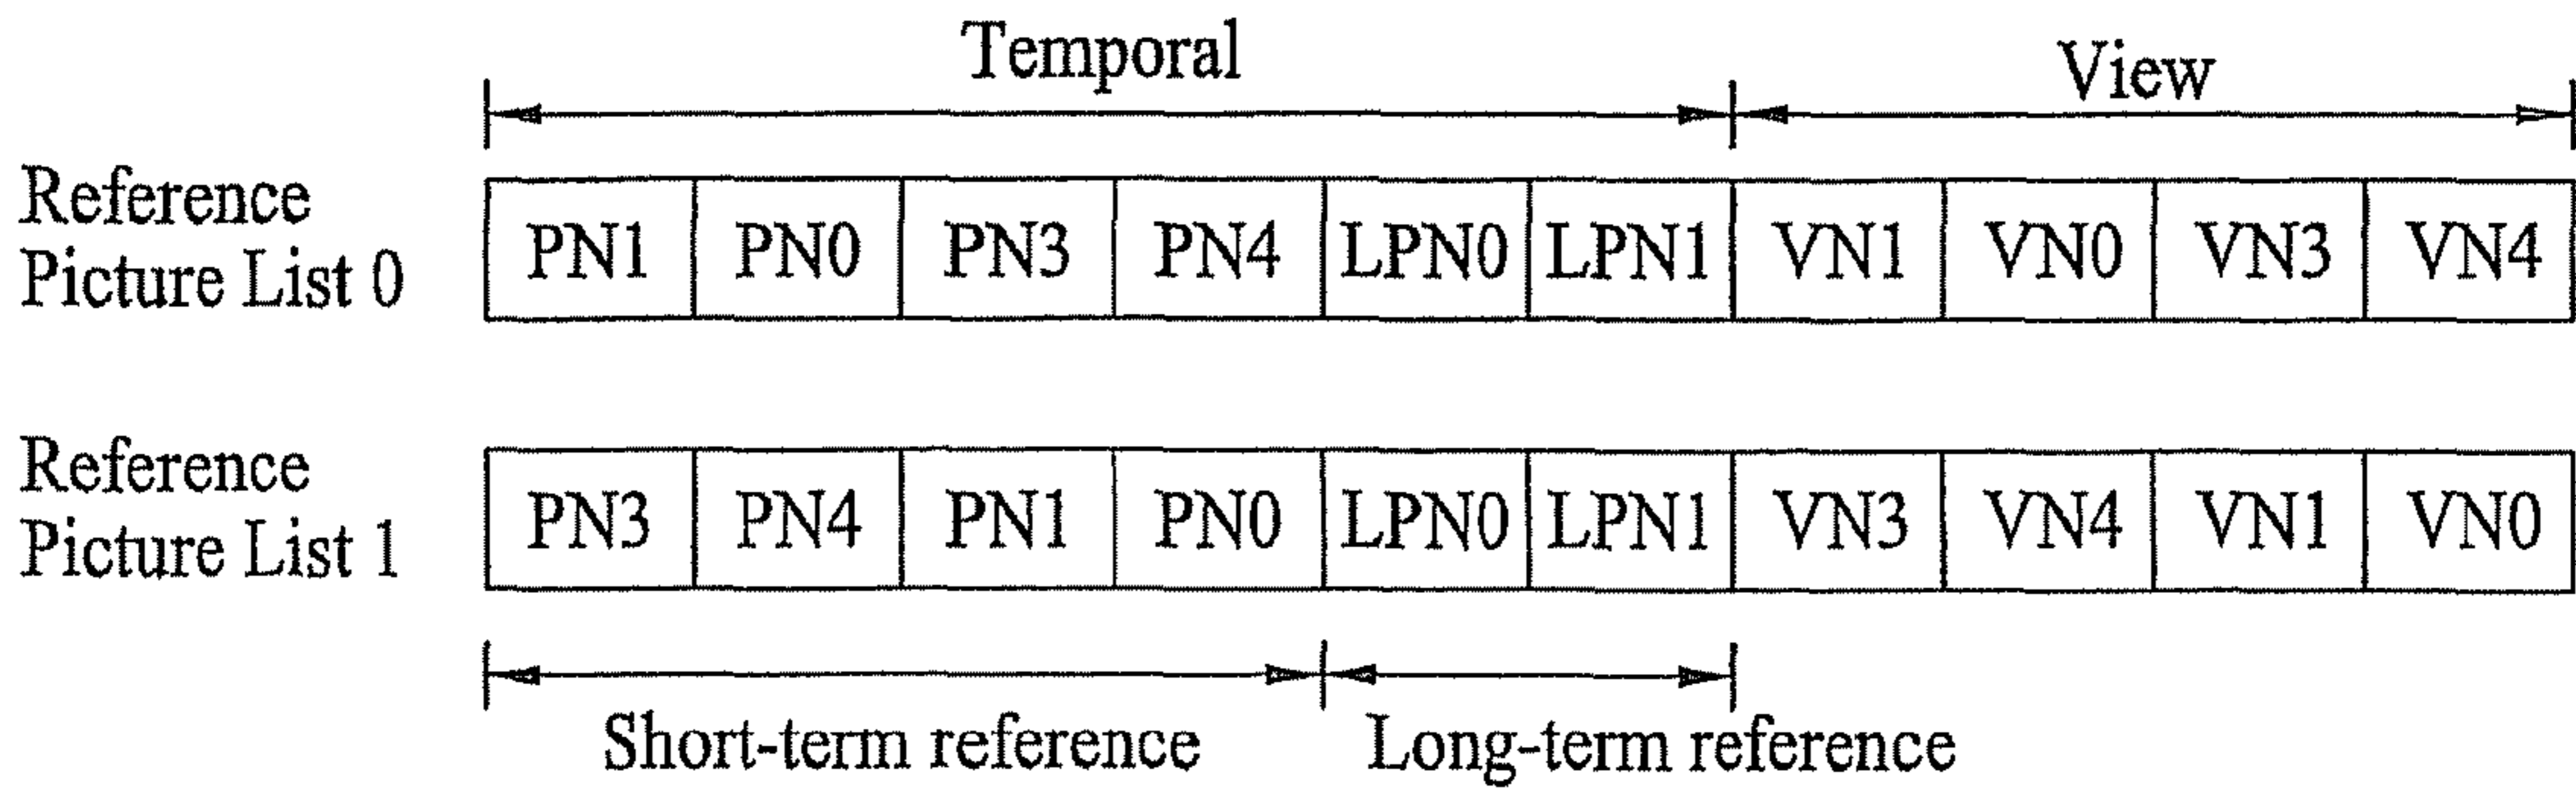 Temporal View
Reference
Picture List 0
PN1 PN0 PN3 PN4 LPN0 LPN1 VN1 VN0 VN3 VN4
Reference
Picture List 1
PN3 PN4 PN1 PN0 LPN0 LPN1 VN3 VN4 VN1 VN0
Short-term reference Long-term reference